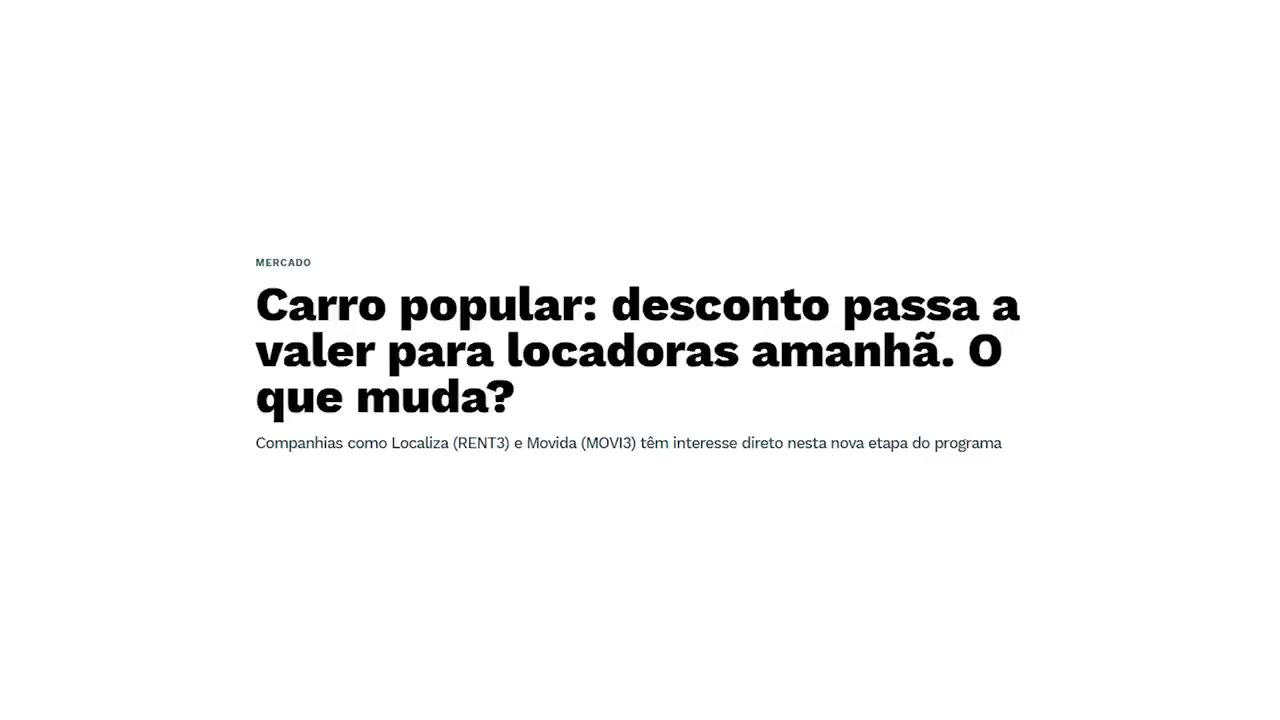 MERCADO
Carro popular: desconto passa a
valer para locadoras amanhã. O
que muda?
Companhias como Localiza (RENT3) e Movida (MOVI3) têm interesse direto nesta nova etapa do programa